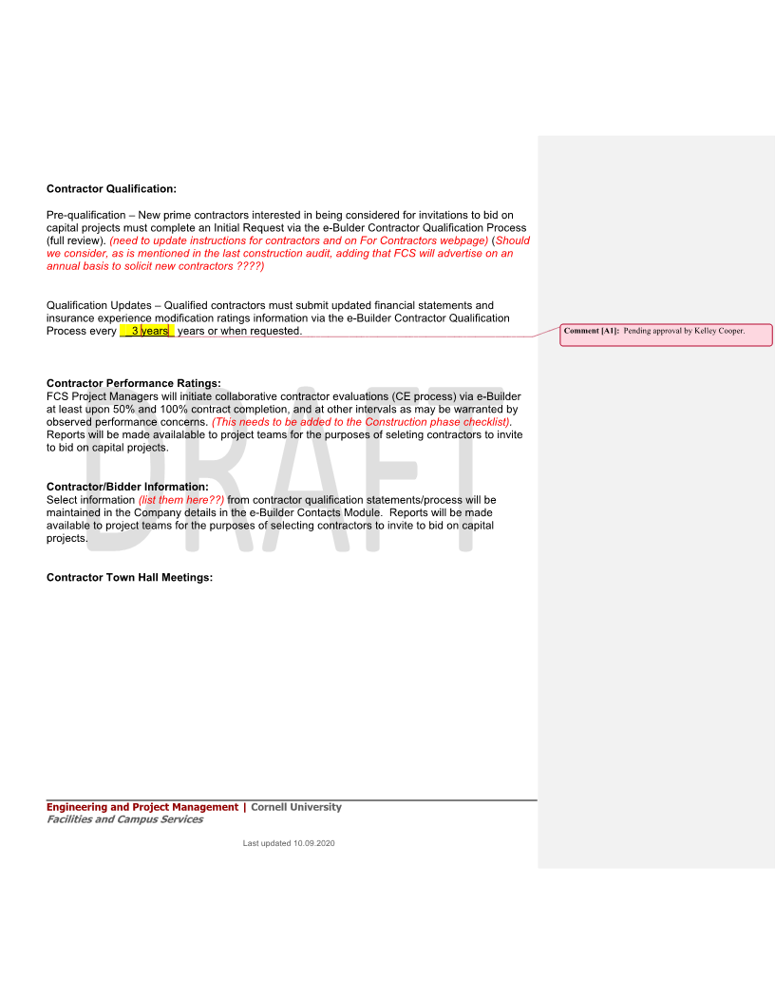 Contractor Qualification:
Pre-qualification – New prime contractors interested in being considered for invitations to bid on
capital projects must complete an Initial Request via the e-Bulder Contractor Qualification Process
(full review). (need to update instructions for contractors and on For Contractors webpage) (Should
we consider, as is mentioned in the last construction audit, adding that FCS will advertise on an
annual basis to solicit new contractors ????)
Qualification Updates – Qualified contractors must submit updated financial statements and
insurance experience modification ratings information via the e-Builder Contractor Qualification
Process every __3 years_ years or when requested.
Comment [A1]: Pending approval by Kelley Cooper.
Contractor Performance Ratings:
FCS Project Managers will initiate collaborative contractor evaluations (CE process) via e-Builder
at least upon 50% and 100% contract completion, and at other intervals as may be warranted by
observed performance concerns. (This needs to be added to the Construction phase checklist).
Reports will be made availalable to project teams for the purposes of seleting contractors to invite
to bid on capital projects.
DRAFT
Contractor/Bidder Information:
Select information (list them here??) from contractor qualification statements/process will be
maintained in the Company details in the e-Builder Contacts Module.  Reports will be made
available to project teams for the purposes of selecting contractors to invite to bid on capital
projects.
Contractor Town Hall Meetings:
Engineering and Project Management | Cornell University
Facilities and Campus Services
Last updated 10.09.2020